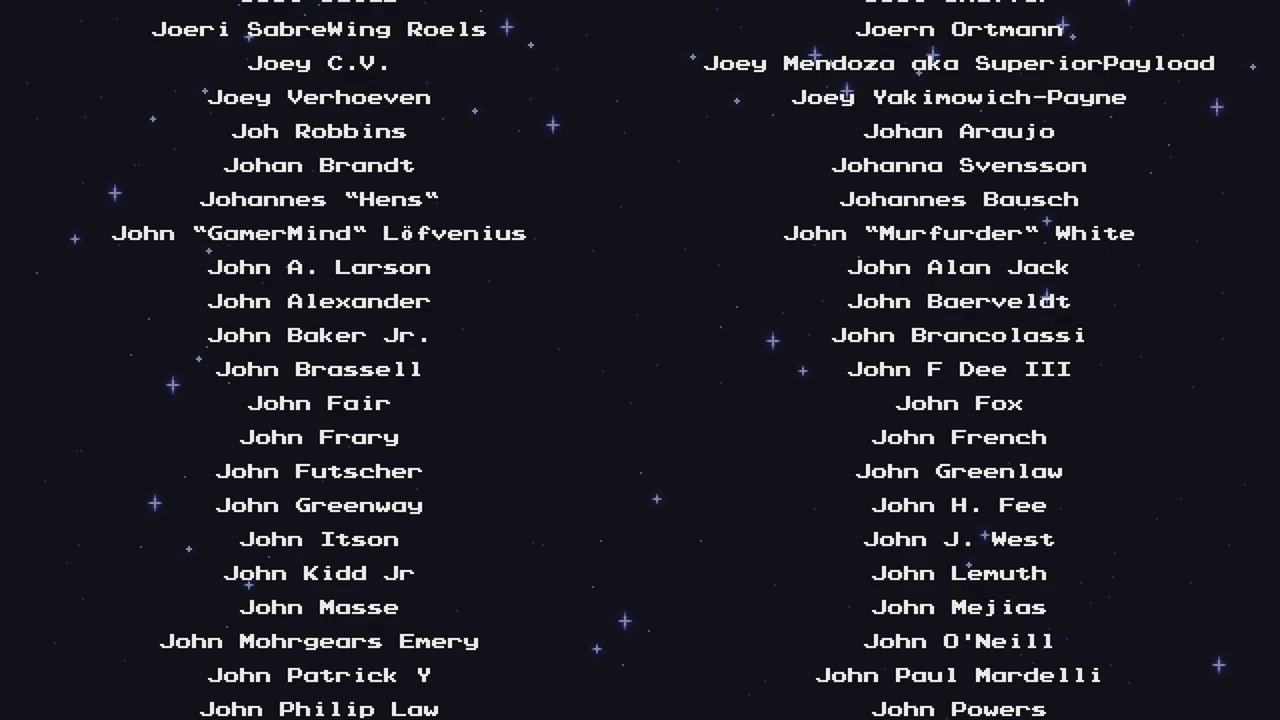 Joeri SabreWing Roels
Joern Ortmann
Joey C.V.
Joey Mendoza aka SuperiorPayload
Joey Verhoeven
Joey Yakimowich-Payne
Joh Robbins
Johan Araujo
Johan Brandt
Johanna Svensson
Johannes "Hens"
Johannes Bausch
John "GamerMind" Löfvenius
John "Murfurder" White
John A. Larson
John Alan Jack
John Alexander
John Baerveldt
John Baker Jr.
John Brancolassi
John Brassell
John F Dee III
John Fair
John Fox
John Frary
John French
John Futscher
John Greenlaw
John Greenway
John H. Fee
John Itson
John J. West
John Kidd Jr
John Lemuth
John Masse
John Mejias
John Mohrgears Emery
John O'Neill
John Patrick Y
John Paul Mardelli
John Philip Law
John Powers